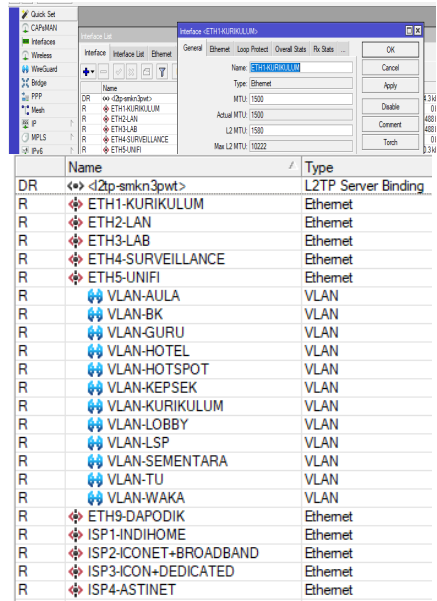 Quick Set
CAPsMAN
Interfaces
Wireless
WireGuard
Bridge
PPP
Mesh
IP
MPLS
IPv6
Interface List
Interface Interface List Ethernet
Name
DR <l2tp-smkn3pwt>
R ETH1-KURIKULUM
R ETH2-LAN
R ETH3-LAB
R ETH4-SURVEILLANCE
R ETH5-UNIFI
Interface <ETH1-KURIKULUM>
General Ethernet Loop Protect Overall Stats Rx Stats ...
Name: ETH1-KURIKULUM
Type: Ethernet
MTU: 1500
Actual MTU: 1500
L2 MTU: 1580
Max L2 MTU: 10222
OK
Cancel
Apply
Disable
Comment
Torch
Name Type
DR <l2tp-smkn3pwt> L2TP Server Binding
R ETH1-KURIKULUM Ethernet
R ETH2-LAN Ethernet
R ETH3-LAB Ethernet
R ETH4-SURVEILLANCE Ethernet
R ETH5-UNIFI Ethernet
R VLAN-AULA VLAN
R VLAN-BK VLAN
R VLAN-GURU VLAN
R VLAN-HOTEL VLAN
R VLAN-HOTSPOT VLAN
R VLAN-KEPSEK VLAN
R VLAN-KURIKULUM VLAN
R VLAN-LOBBY VLAN
R VLAN-LSP VLAN
R VLAN-SEMENTARA VLAN
R VLAN-TU VLAN
R VLAN-WAKA VLAN
R ETH9-DAPODIK Ethernet
R ISP1-INDIHOME Ethernet
R ISP2-ICONET+BROADBAND Ethernet
R ISP3-ICON+DEDICATED Ethernet
R ISP4-ASTINET Ethernet